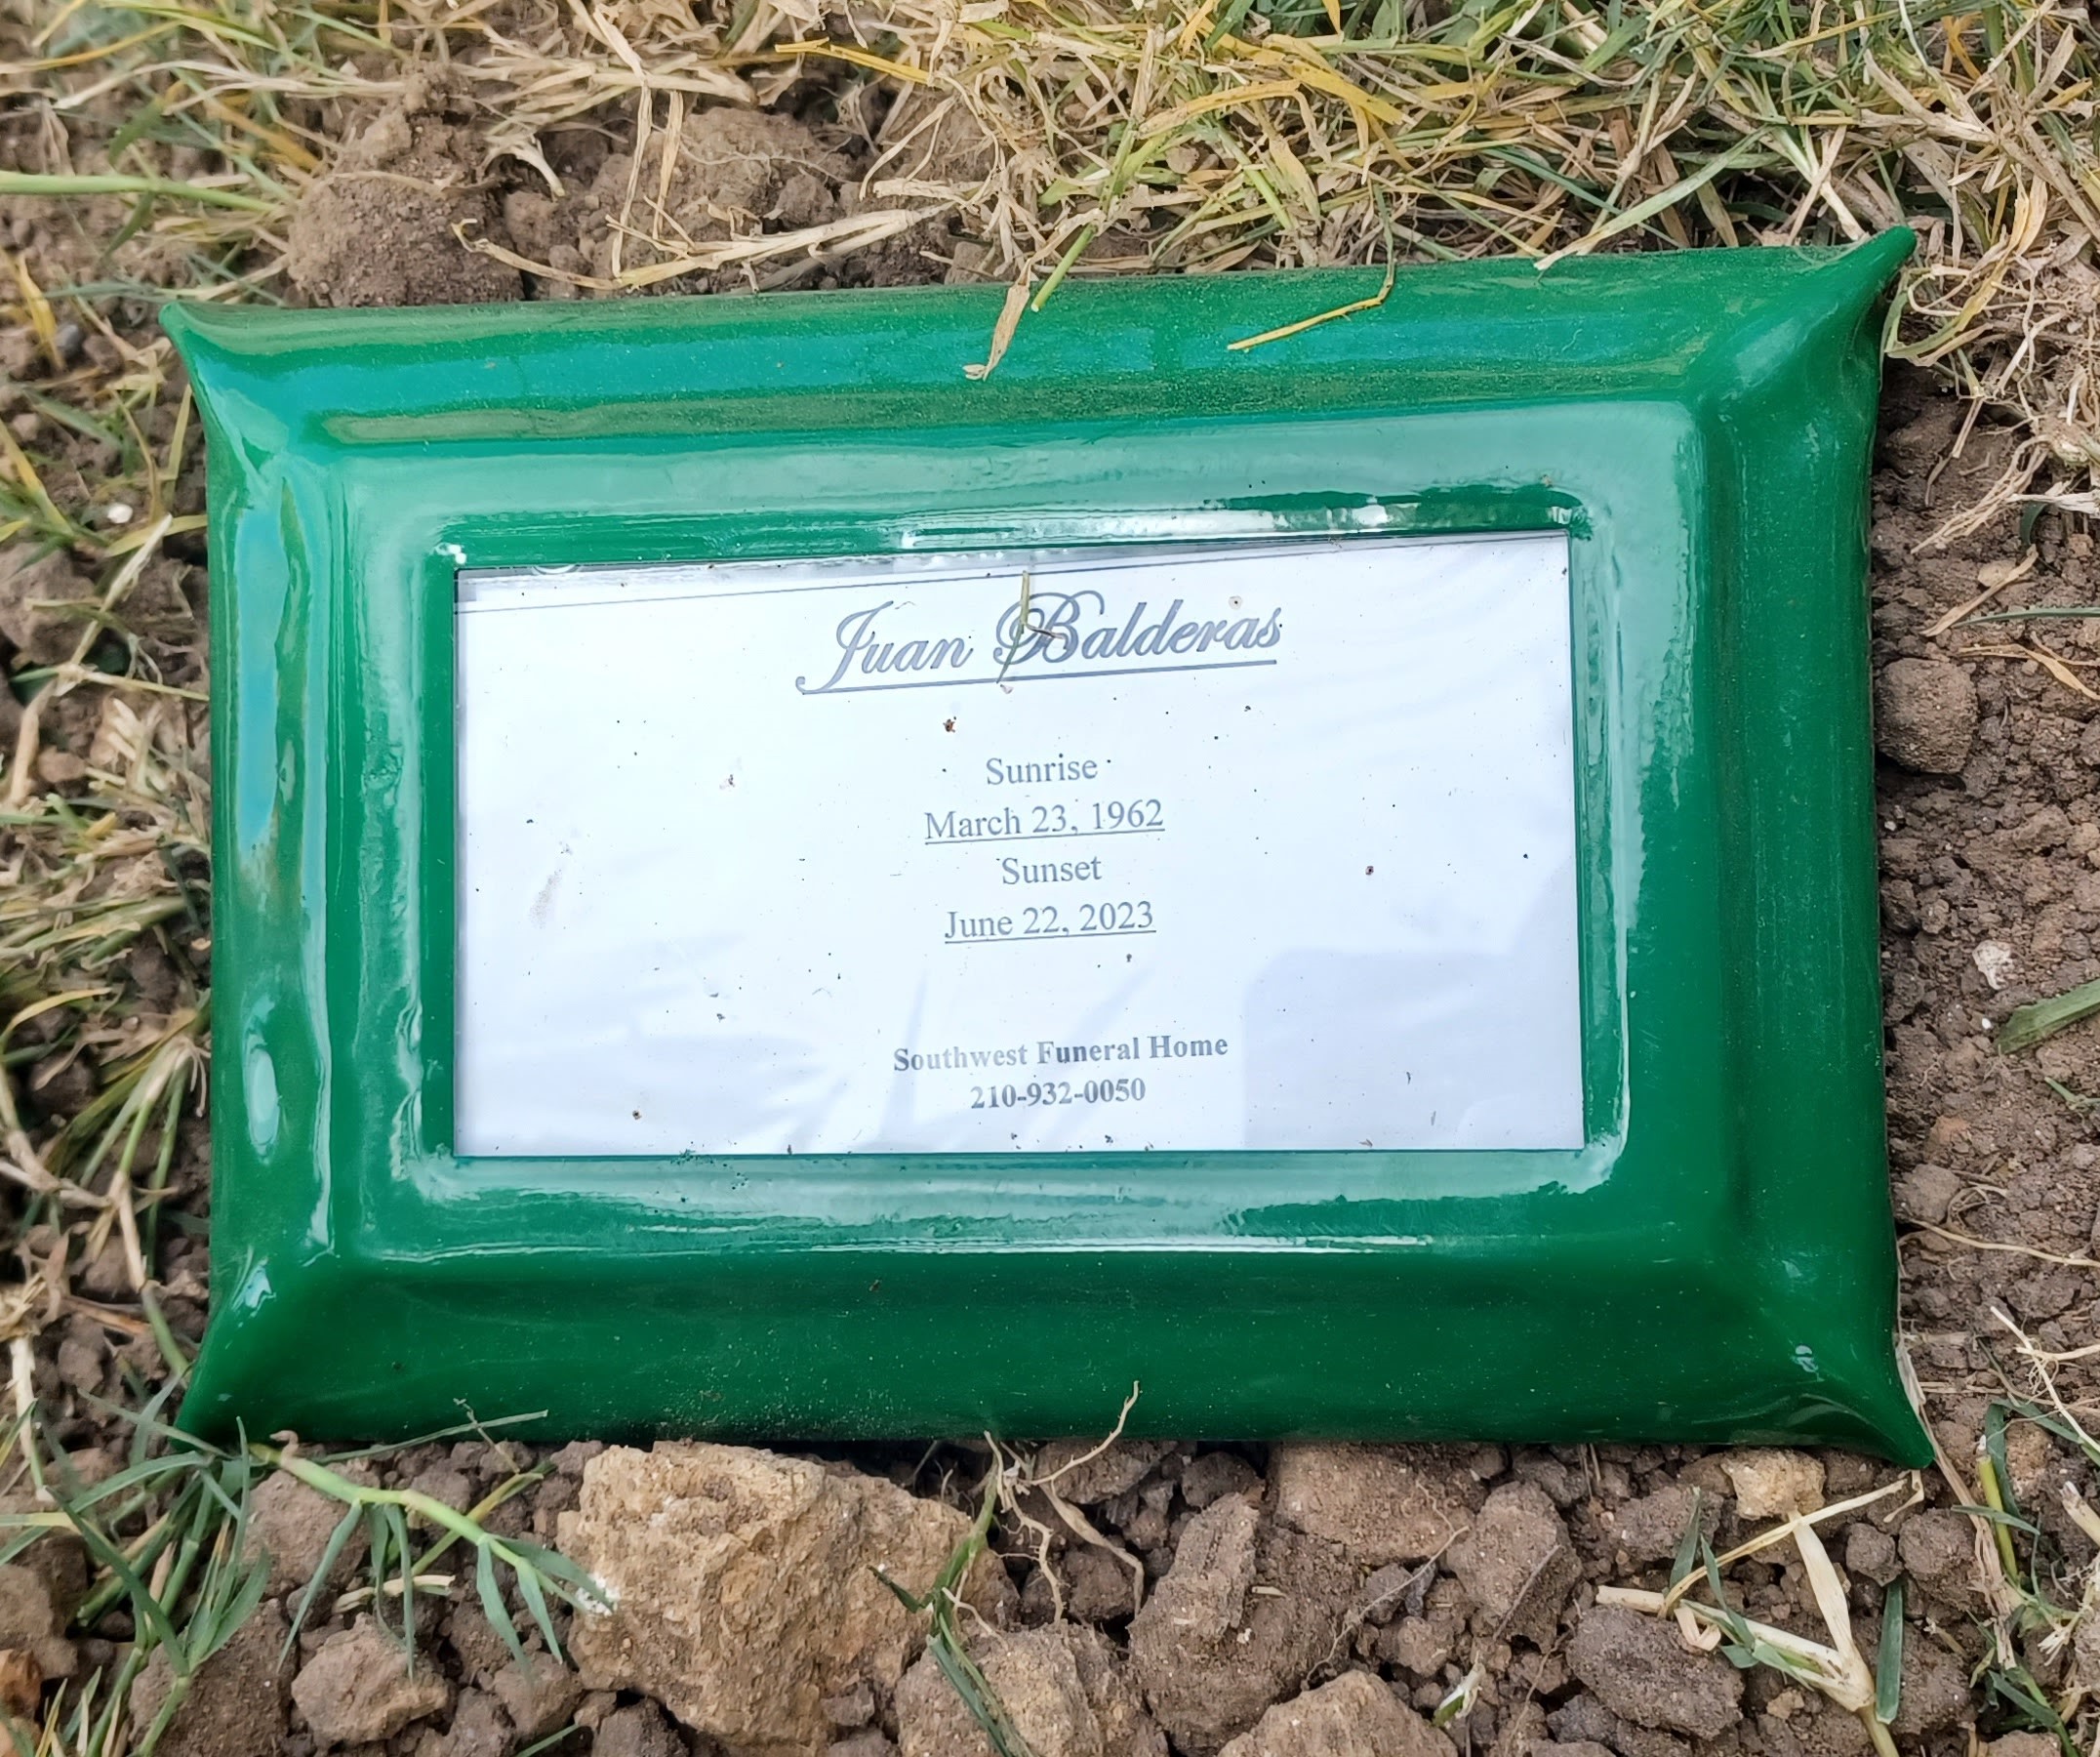 Juan Balderas
Sunrise
March 23, 1962
Sunset
June 22, 2023
Southwest Funeral Home
210-932-0050